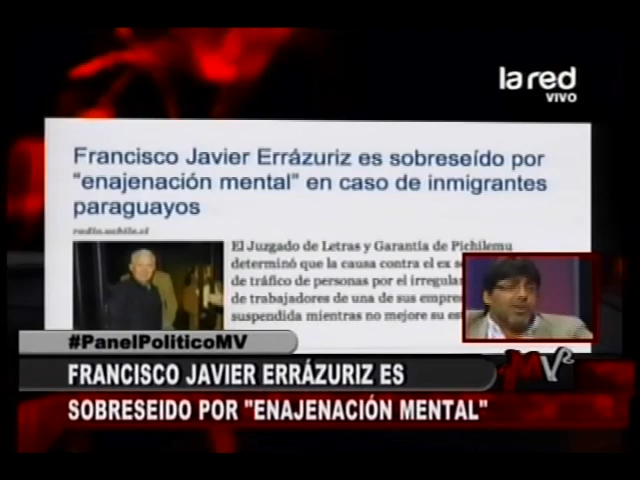 la red
VIVO
Francisco Javier Errázuriz es sobreseído por
“enajenación mental” en caso de inmigrantes
paraguayos
radio.uchile.cl
El Juzgado de Letras y Garantía de Pichilemu
determinó que la causa contra el ex se
de tráfico de personas por el irregular
de trabajadores de una de sus empre
suspendida mientras no mejore su est
#PanelPoliticoMV
MV2
FRANCISCO JAVIER ERRÁZURIZ ES
SOBRESEIDO POR "ENAJENACIÓN MENTAL"